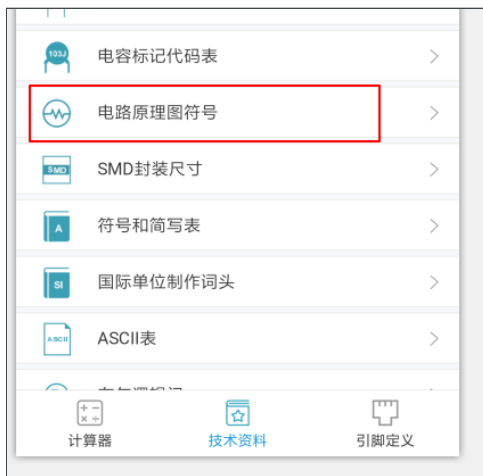 103J
电容标记代码表
电路原理图符号
SMD
SMD封装尺寸
A
符号和简写表
SI
国际单位制作词头
ASCII
ASCII表
计算器
技术资料
引脚定义